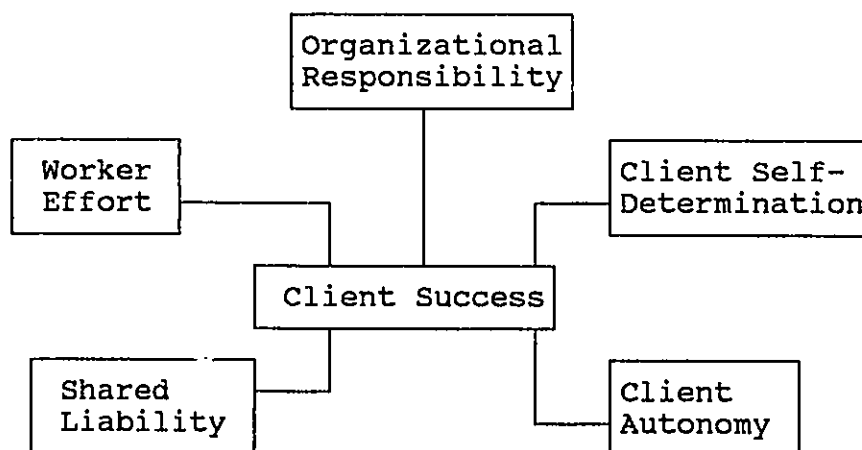 Organizational
Responsibility
Worker
Effort
Client Self-
Determination
Client Success
Shared
Liability
Client
Autonomy